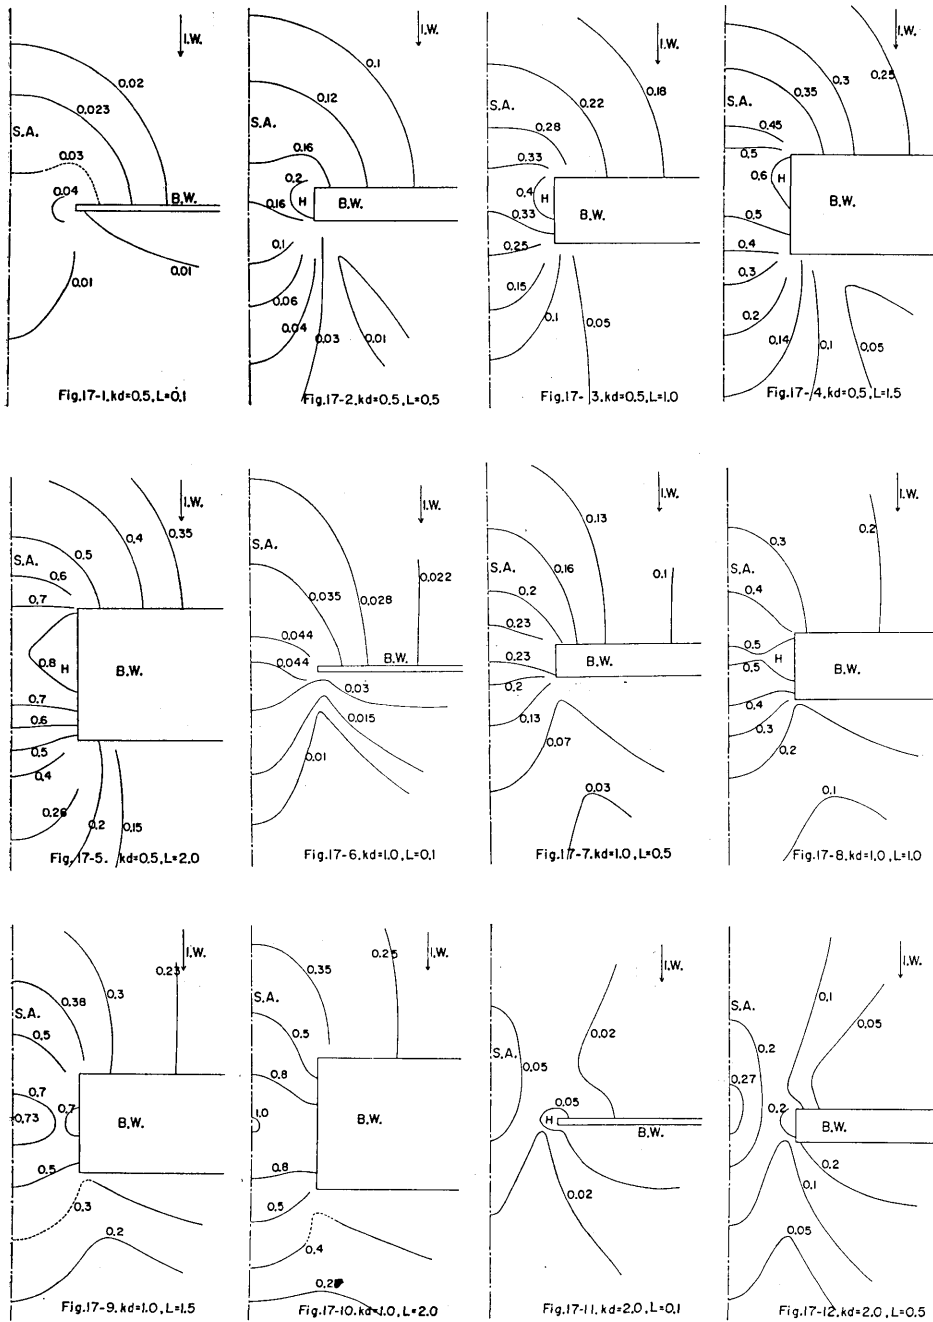 I.W.
0.02
0.023
S.A.
0.03
0.04
B.W.
0.01
0.01
Fig.17-1.kd=0.5,L=0.1
I.W.
0.1
0.12
S.A.
0.16
0.2
H
0.16
B.W.
0.1
0.06
0.04
0.03
0.01
Fig.17-2.kd=0.5,L=0.5
I.W.
0.18
0.22
S.A.
0.28
0.33
0.4
H
0.33
B.W.
0.25
0.15
0.1
0.05
Fig.17-3.kd=0.5,L=1.0
I.W.
0.25
0.3
0.35
S.A.
0.45
0.5
0.6
H
B.W.
0.5
0.4
0.3
0.2
0.14
0.1
0.05
Fig.17-4.kd=0.5,L=1.5
I.W.
0.35
0.4
0.5
S.A.
0.6
0.7
0.8
H
B.W.
0.7
0.6
0.5
0.4
0.26
0.2
0.15
Fig.17-5. kd=0.5,L=2.0
I.W.
S.A.
0.022
0.028
0.035
0.044
0.044
B.W.
0.03
0.015
0.01
Fig.17-6.kd=1.0,L=0.1
I.W.
0.13
0.16
S.A.
0.1
0.2
0.23
0.23
B.W.
0.2
0.13
0.07
0.03
Fig.17-7.kd=1.0,L=0.5
I.W.
0.2
0.3
S.A.
0.4
0.5
0.5
H
B.W.
0.4
0.3
0.2
0.1
Fig.17-8.kd=1.0,L=1.0
I.W.
0.23
0.3
0.38
S.A.
0.5
0.7
0.7
0.73
B.W.
0.5
0.3
0.2
Fig.17-9.kd=1.0,L=1.5
I.W.
0.25
0.35
S.A.
0.5
0.8
1.0
B.W.
0.8
0.5
0.4
Fig.17-10.kd=1.0,L=2.0
I.W.
0.02
S.A.
0.05
0.05
H
B.W.
0.02
Fig.17-11.kd=2.0,L=0.1
I.W.
S.A.
0.1
0.05
0.2
0.27
0.2
B.W.
0.2
0.1
0.05
Fig.17-12.kd=2.0,L=0.5